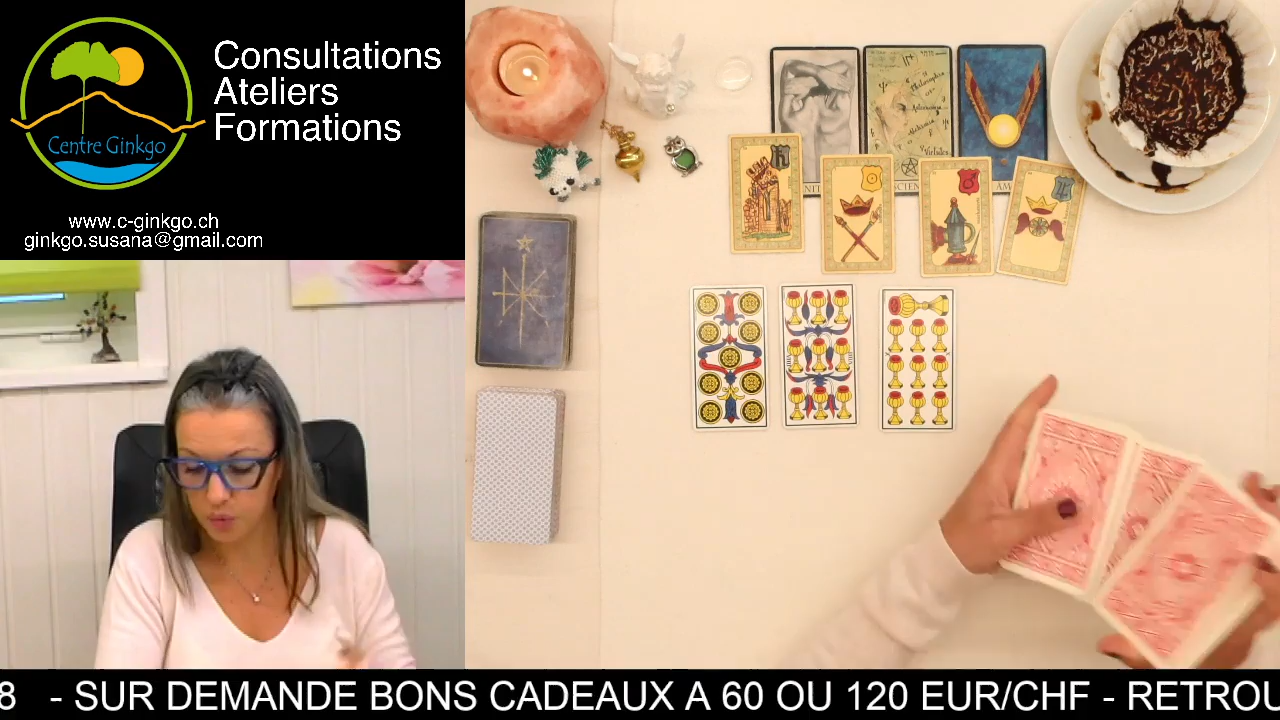 Consultations
Ateliers
Formations
Centre Ginkgo
www.c-ginkgo.ch
ginkgo.susana@gmail.com
8 - SUR DEMANDE BONS CADEAUX A 60 OU 120 EUR/CHF - RETROU